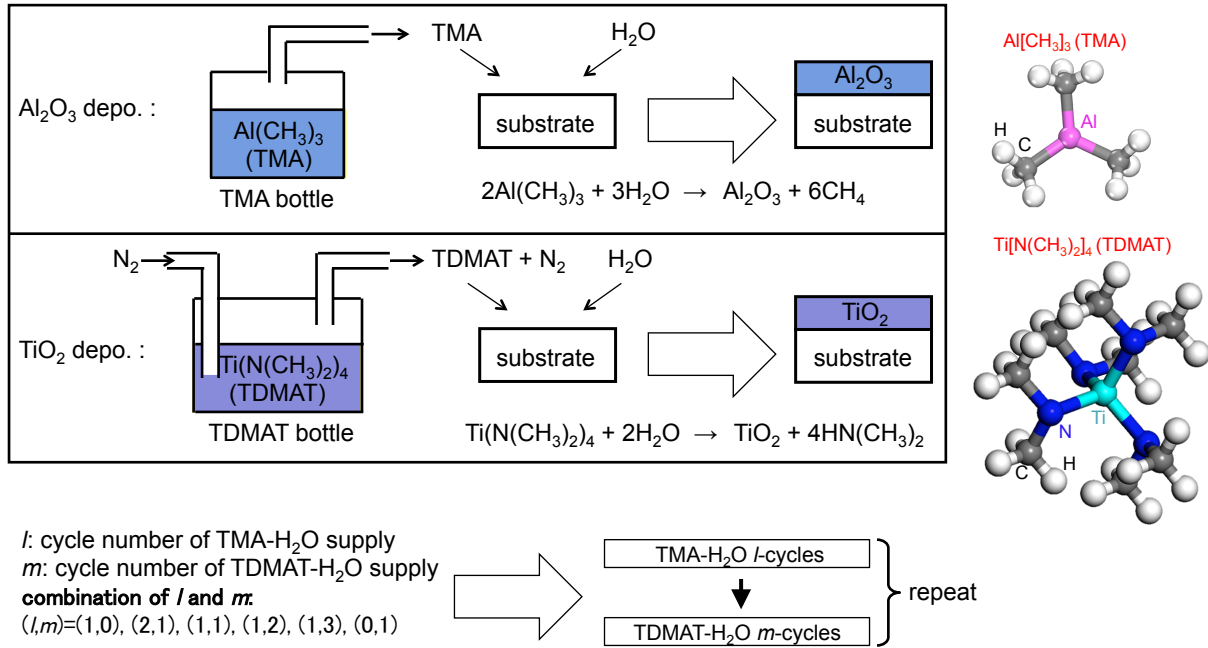 TMA
H₂O
Al₂O₃ depo. :
Al(CH₃)₃
(TMA)
TMA bottle
substrate
Al₂O₃
substrate
2Al(CH₃)₃ + 3H₂O → Al₂O₃ + 6CH₄
N₂
TDMAT + N₂
H₂O
TiO₂ depo. :
Ti(N(CH₃)₂)₄
(TDMAT)
TDMAT bottle
substrate
TiO₂
substrate
Ti(N(CH₃)₂)₄ + 2H₂O → TiO₂ + 4HN(CH₃)₂
Al[CH₃]₃ (TMA)
Al
H
C
Ti[N(CH₃)₂]₄ (TDMAT)
Ti
N
H
C
l: cycle number of TMA-H₂O supply
m: cycle number of TDMAT-H₂O supply
combination of l and m:
(l,m)=(1,0), (2,1), (1,1), (1,2), (1,3), (0,1)
TMA-H₂O l-cycles
TDMAT-H₂O m-cycles
repeat